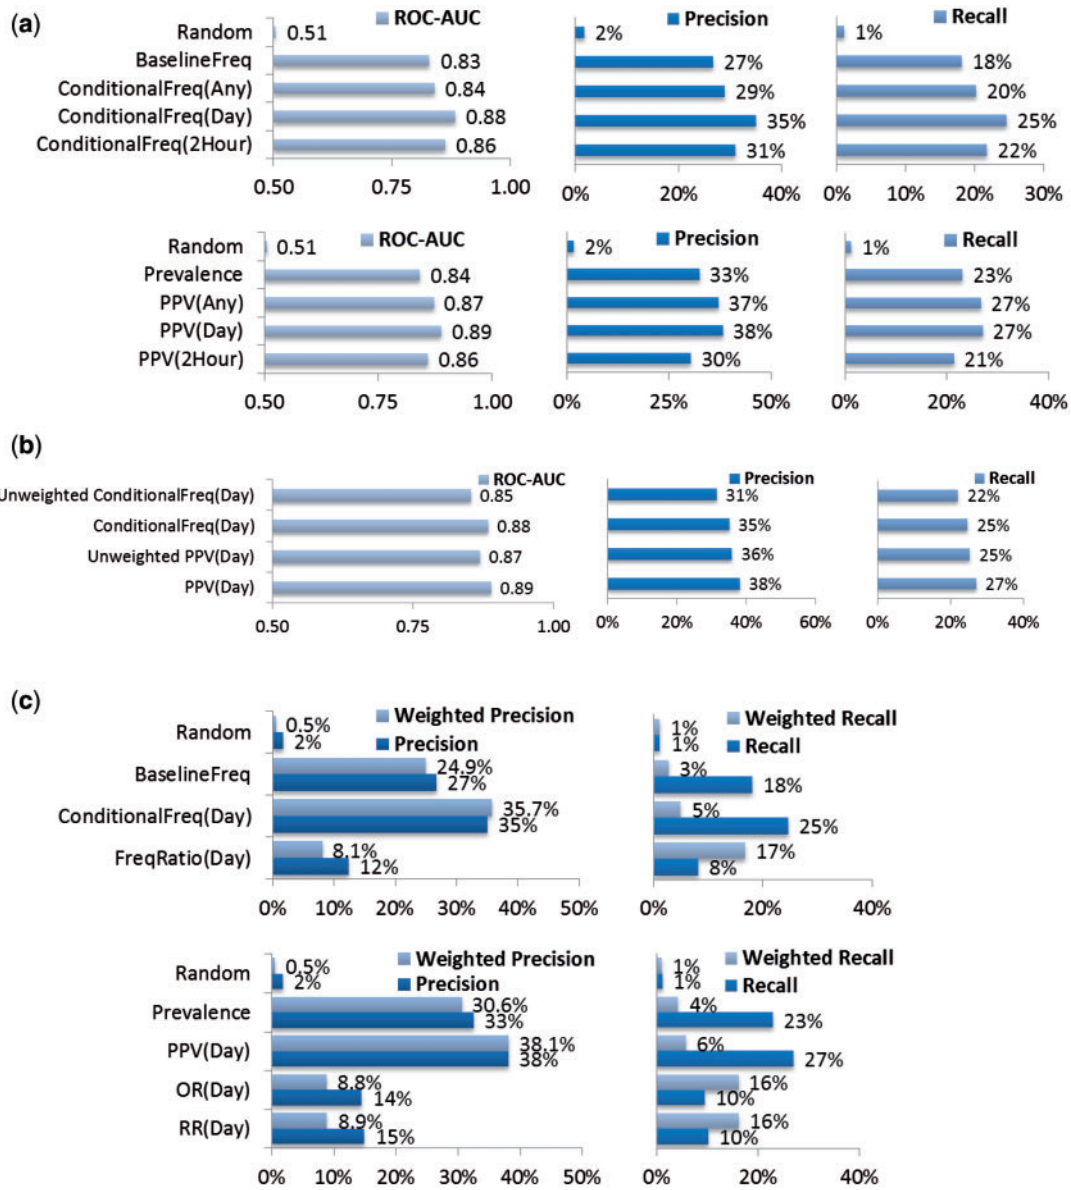 (a)
ROC-AUC Precision Recall
Random 0.51 2% 1%
BaselineFreq 0.83 27% 18%
ConditionalFreq(Any) 0.84 29% 20%
ConditionalFreq(Day) 0.88 35% 25%
ConditionalFreq(2Hour) 0.86 31% 22%
0.50 0.75 1.00 0% 20% 40% 0% 10% 20% 30%
ROC-AUC Precision Recall
Random 0.51 2% 1%
Prevalence 0.84 33% 23%
PPV(Any) 0.87 37% 27%
PPV(Day) 0.89 38% 27%
PPV(2Hour) 0.86 30% 21%
0.50 0.75 1.00 0% 25% 50% 0% 20% 40%
(b)
ROC-AUC Precision Recall
Unweighted ConditionalFreq(Day) 0.85 31% 22%
ConditionalFreq(Day) 0.88 35% 25%
Unweighted PPV(Day) 0.87 36% 25%
PPV(Day) 0.89 38% 27%
0.50 0.75 1.00 0% 20% 40% 60% 0% 20% 40%
(c)
Weighted Precision Weighted Recall
Precision Recall
Random 0.5% 2% 1% 1%
BaselineFreq 24.9% 27% 3% 18%
ConditionalFreq(Day) 35.7% 35% 5% 25%
FreqRatio(Day) 8.1% 12% 17% 8%
0% 10% 20% 30% 40% 50% 0% 20% 40%
Weighted Precision Weighted Recall
Precision Recall
Random 0.5% 2% 1% 1%
Prevalence 30.6% 33% 4% 23%
PPV(Day) 38.1% 38% 6% 27%
OR(Day) 8.8% 14% 16% 10%
RR(Day) 8.9% 15% 16% 10%
0% 10% 20% 30% 40% 50% 0% 20% 40%